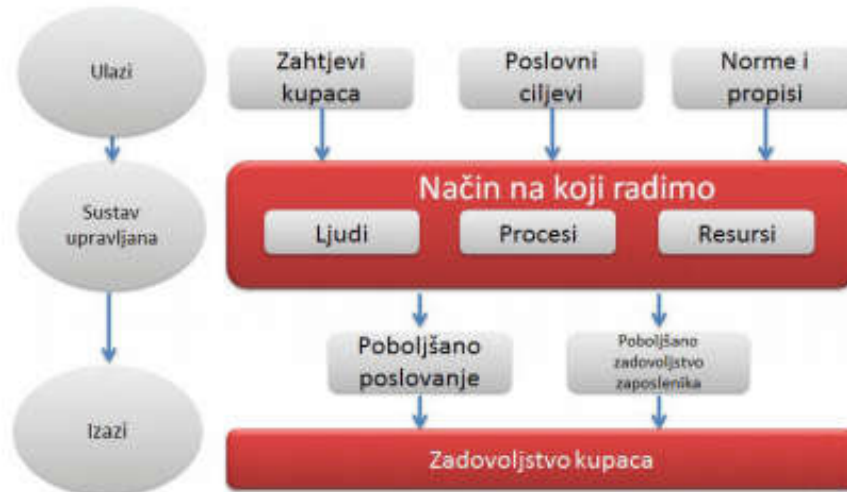 Ulazi
Zahtjevi
kupaca
Poslovni
ciljevi
Norme i
propisi
Sustav
upravljana
Način na koji radimo
Ljudi
Procesi
Resursi
Poboljšano
poslovanje
Poboljšano
zadovoljstvo
zaposlenika
Izazi
Zadovoljstvo kupaca